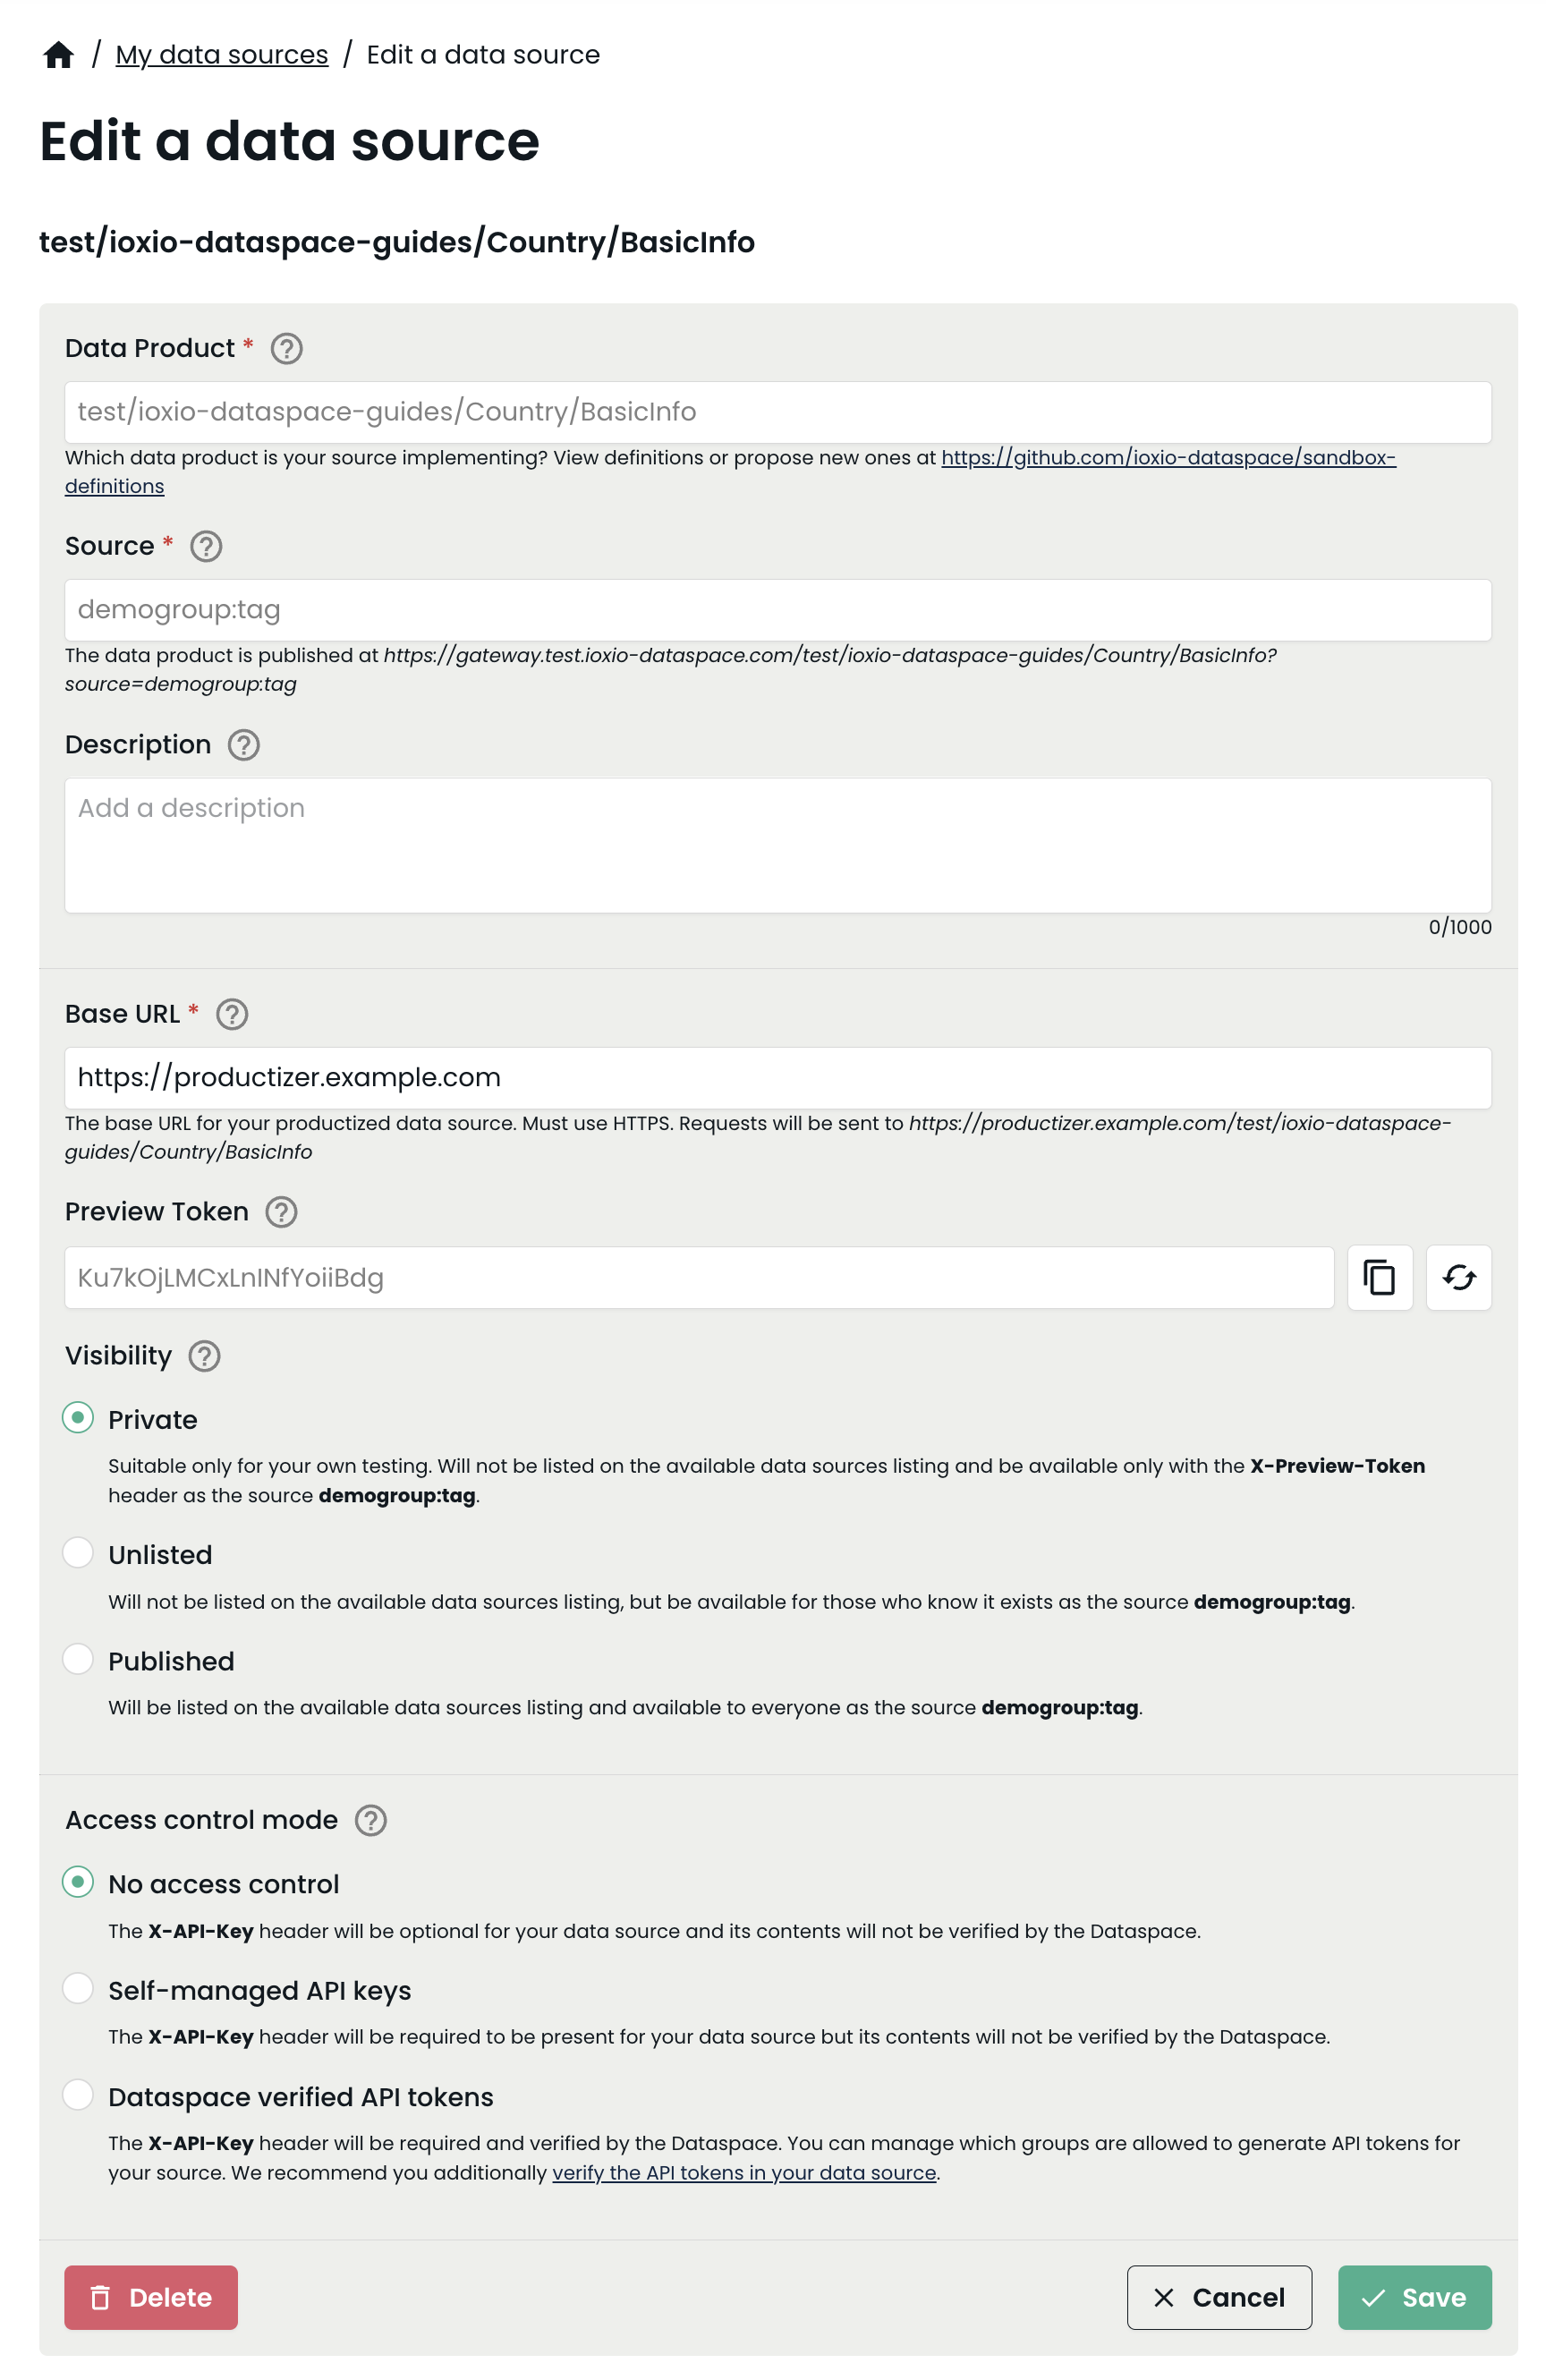 / My data sources / Edit a data source
Edit a data source
test/ioxio-dataspace-guides/Country/BasicInfo
Data Product *
test/ioxio-dataspace-guides/Country/BasicInfo
Which data product is your source implementing? View definitions or propose new ones at https://github.com/ioxio-dataspace/sandbox-
definitions
Source *
demogroup:tag
The data product is published at https://gateway.test.ioxio-dataspace.com/test/ioxio-dataspace-guides/Country/BasicInfo?
source=demogroup:tag
Description
Add a description
0/1000
Base URL *
https://productizer.example.com
The base URL for your productized data source. Must use HTTPS. Requests will be sent to https://productizer.example.com/test/ioxio-dataspace-
guides/Country/BasicInfo
Preview Token
Ku7kOjLMCxLnINfYoiiBdg
Visibility
Private
Suitable only for your own testing. Will not be listed on the available data sources listing and be available only with the X-Preview-Token
header as the source demogroup:tag.
Unlisted
Will not be listed on the available data sources listing, but be available for those who know it exists as the source demogroup:tag.
Published
Will be listed on the available data sources listing and available to everyone as the source demogroup:tag.
Access control mode
No access control
The X-API-Key header will be optional for your data source and its contents will not be verified by the Dataspace.
Self-managed API keys
The X-API-Key header will be required to be present for your data source but its contents will not be verified by the Dataspace.
Dataspace verified API tokens
The X-API-Key header will be required and verified by the Dataspace. You can manage which groups are allowed to generate API tokens for
your source. We recommend you additionally verify the API tokens in your data source.
Delete
Cancel
Save